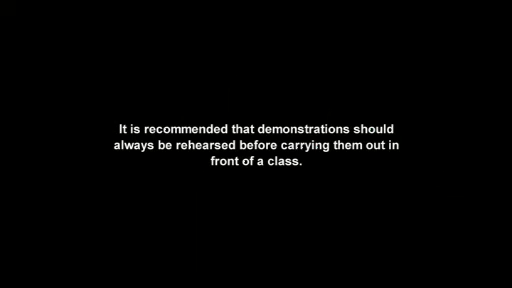 It is recommended that demonstrations should
always be rehearsed before carrying them out in
front of a class.